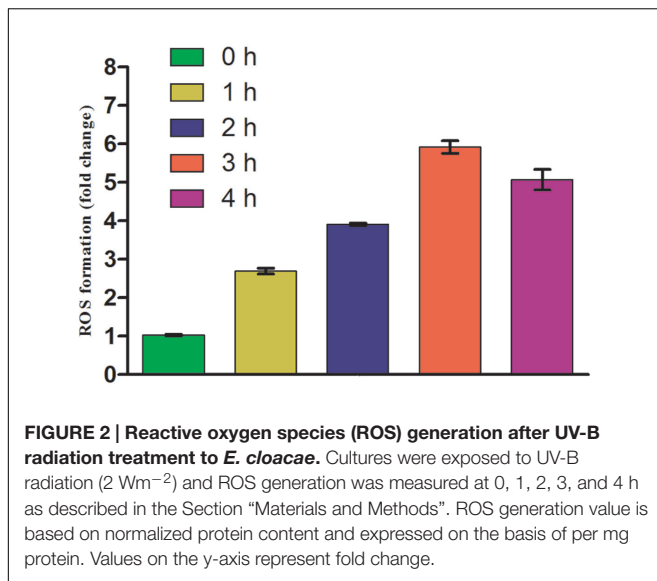 ROS formation (fold change)
8
7
6
5
4
3
2
1
0
0 h
1 h
2 h
3 h
4 h
FIGURE 2 | Reactive oxygen species (ROS) generation after UV-B
radiation treatment to E. cloacae. Cultures were exposed to UV-B
radiation (2 Wm−2) and ROS generation was measured at 0, 1, 2, 3, and 4 h
as described in the Section “Materials and Methods”. ROS generation value is
based on normalized protein content and expressed on the basis of per mg
protein. Values on the y-axis represent fold change.